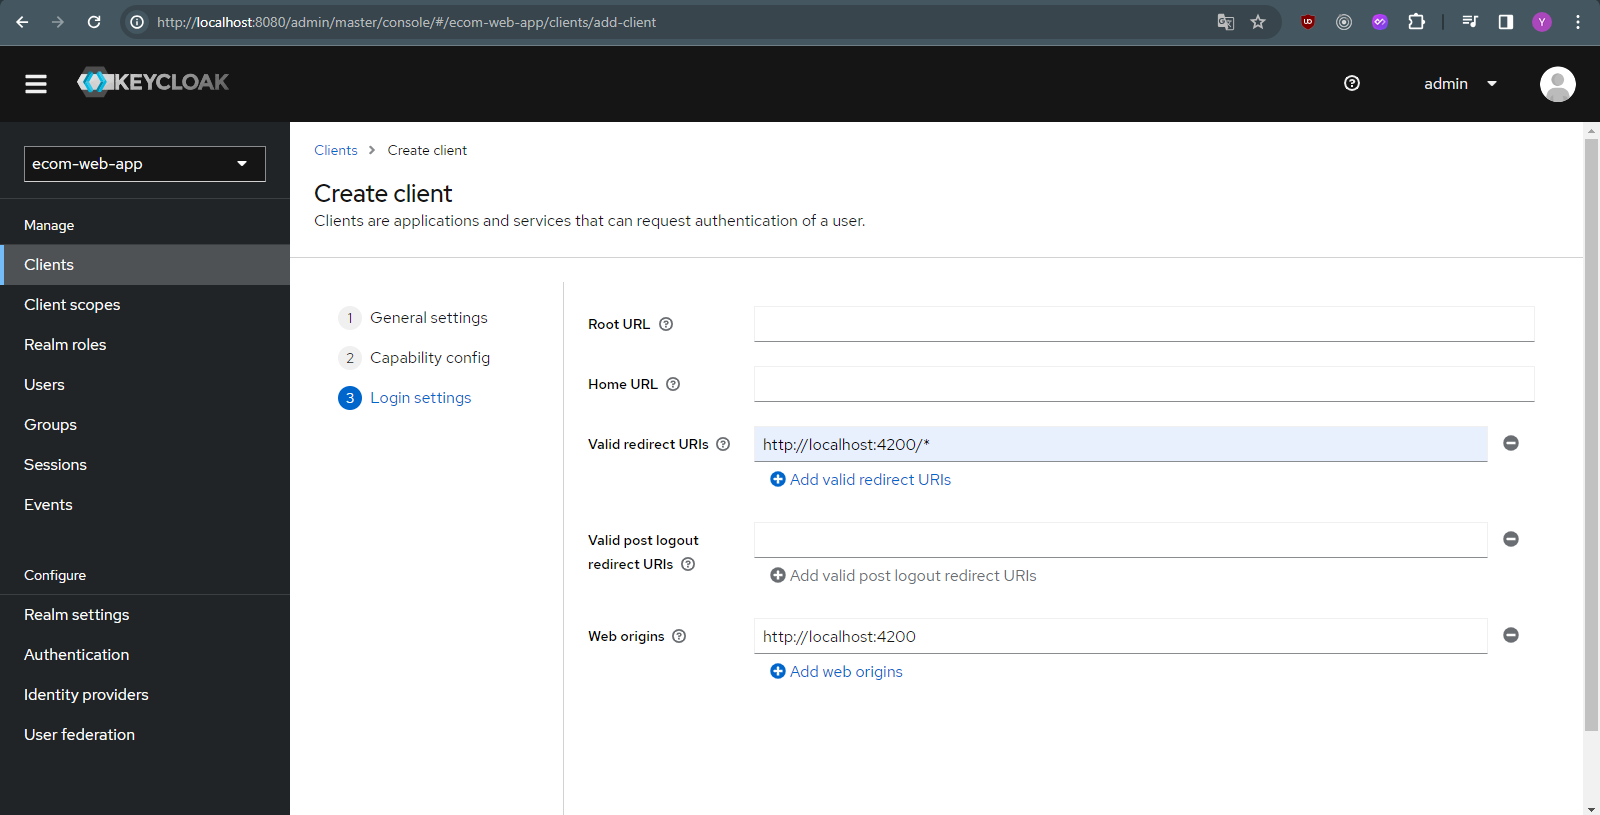 http://localhost:8080/admin/master/console/#/ecom-web-app/clients/add-client
Y
KEYCLOAK
admin
ecom-web-app
Manage
Clients
Client scopes
Realm roles
Users
Groups
Sessions
Events
Configure
Realm settings
Authentication
Identity providers
User federation
Clients > Create client
Create client
Clients are applications and services that can request authentication of a user.
1 General settings
2 Capability config
3 Login settings
Root URL
Home URL
Valid redirect URIs http://localhost:4200/*
Add valid redirect URIs
Valid post logout
redirect URIs
Add valid post logout redirect URIs
Web origins http://localhost:4200
Add web origins